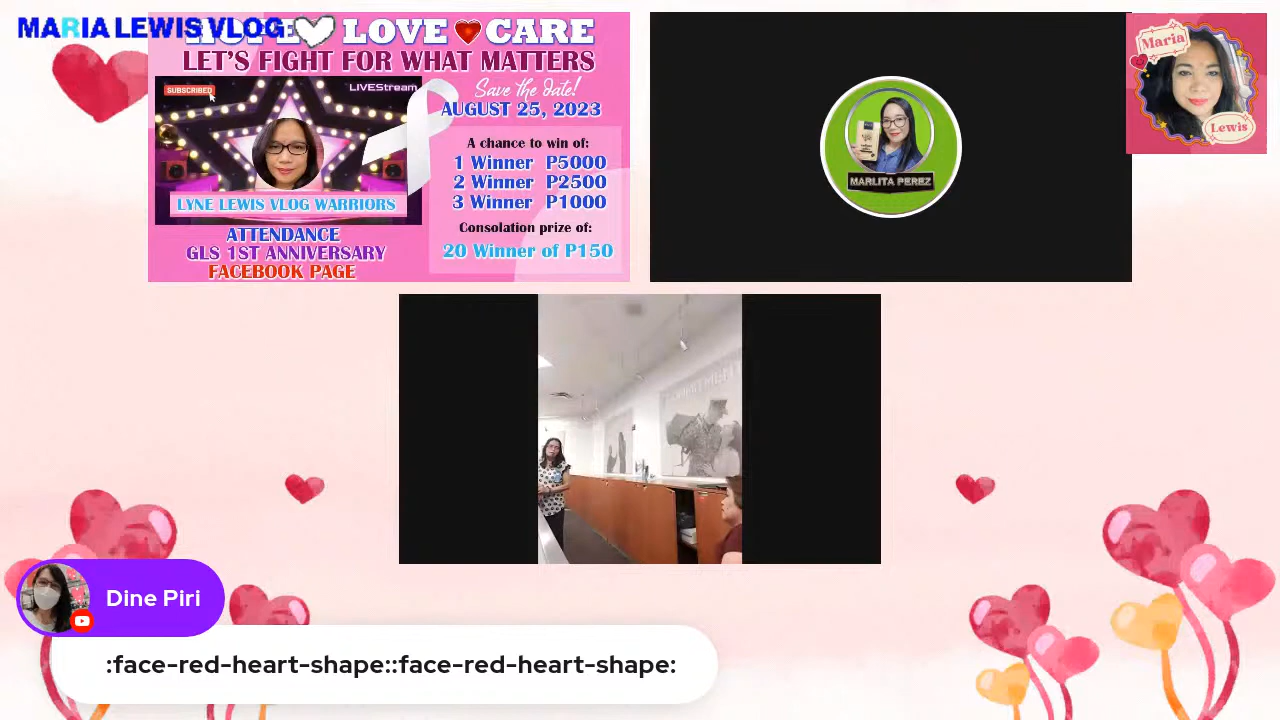 MARIA LEWIS VLOG
LOVE CARE
LET'S FIGHT FOR WHAT MATTERS
SUBSCRIBED
LIVEStream
LYNE LEWIS VLOG WARRIORS
ATTENDANCE
GLS 1ST ANNIVERSARY
FACEBOOK PAGE
Save the date!
AUGUST 25, 2023
A chance to win of:
1 Winner P5000
2 Winner P2500
3 Winner P1000
Consolation prize of:
20 Winner of P150
MARLITA PEREZ
Maria
Lewis
Dine Piri
:face-red-heart-shape::face-red-heart-shape: